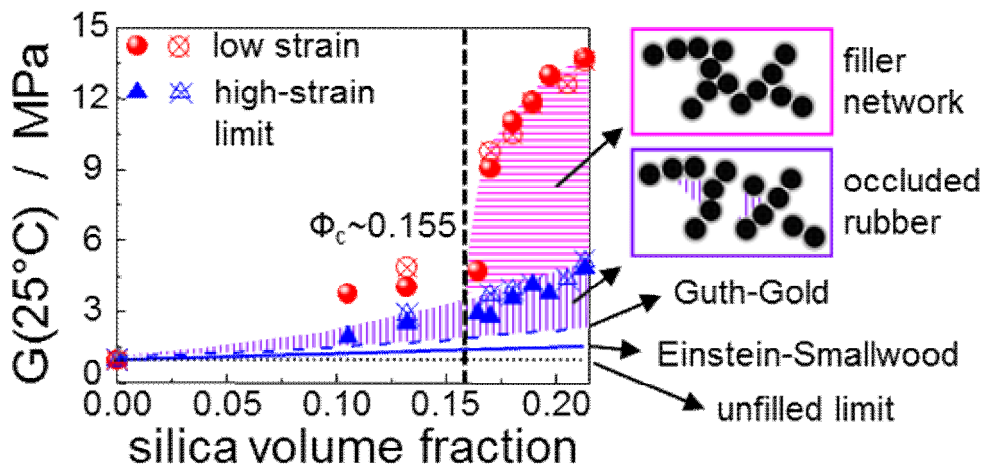 15
12
9
6
3
0
G(25°C) / MPa
low strain
high-strain
limit
Φc~0.155
0.00
0.05
0.10
0.15
0.20
silica volume fraction
filler
network
occluded
rubber
Guth-Gold
Einstein-Smallwood
unfilled limit